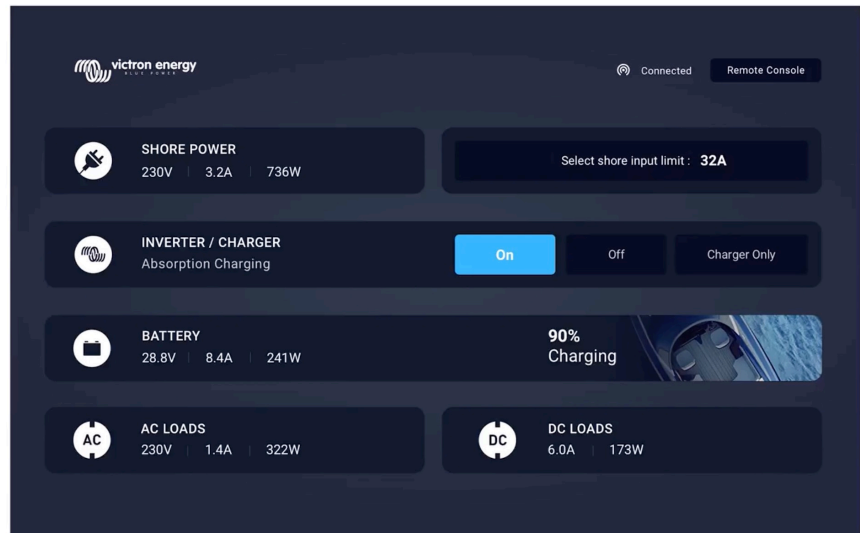 victron energy
BLUE POWER
Connected
Remote Console
SHORE POWER
230V | 3.2A | 736W
Select shore input limit : 32A
INVERTER / CHARGER
Absorption Charging
On
Off
Charger Only
BATTERY
28.8V | 8.4A | 241W
90%
Charging
AC
AC LOADS
230V | 1.4A | 322W
DC
DC LOADS
6.0A | 173W